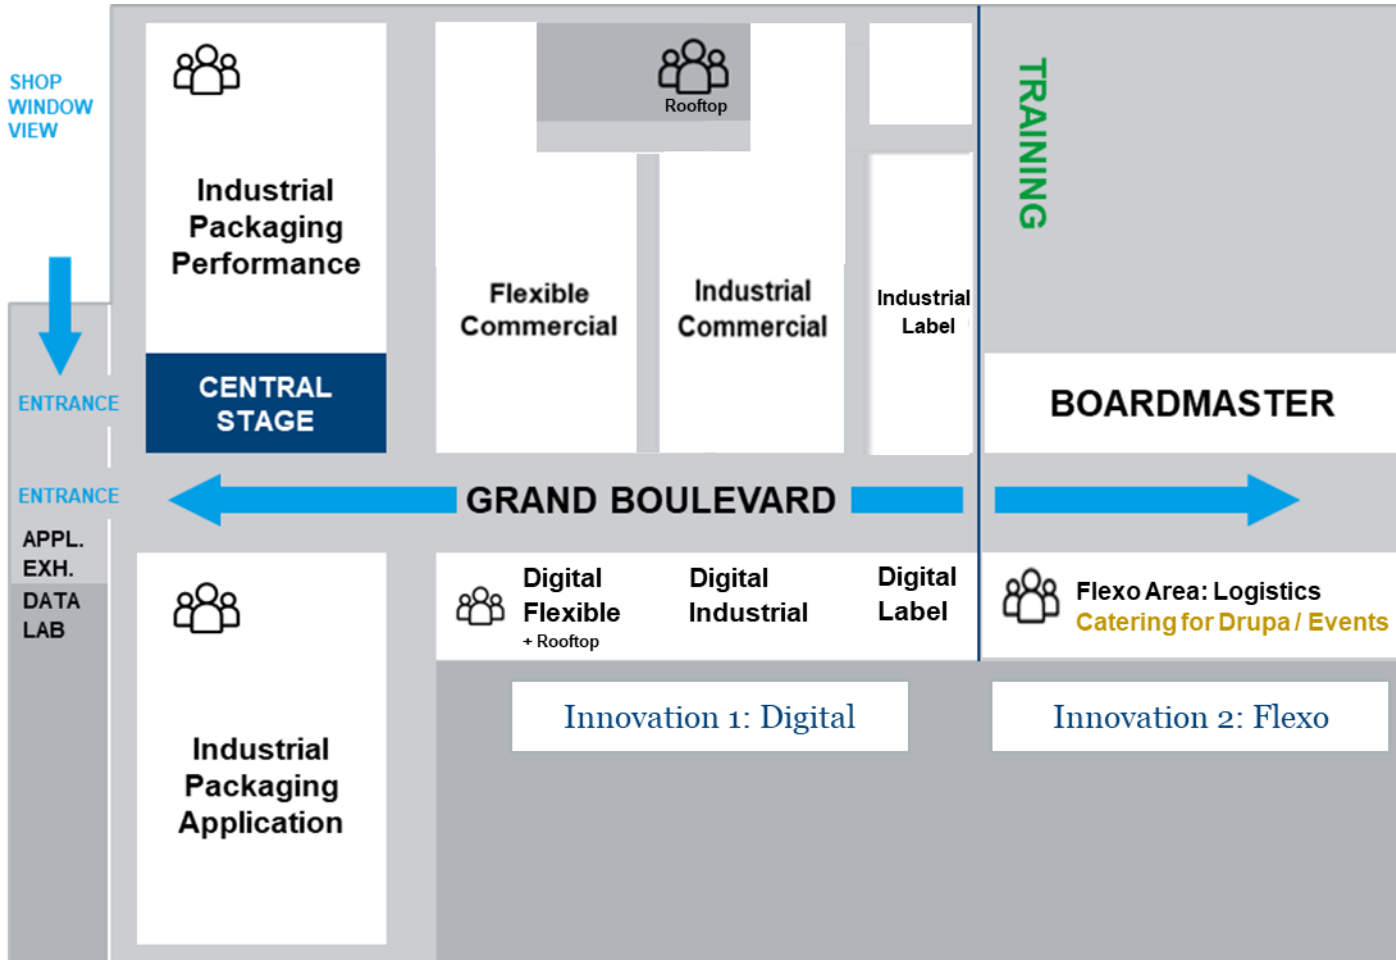 SHOP
WINDOW
VIEW
ENTRANCE
ENTRANCE
APPL.
EXH.
DATA
LAB
Industrial
Packaging
Performance
CENTRAL
STAGE
Rooftop
Flexible
Commercial
Industrial
Commercial
Industrial
Label
TRAINING
BOARDMASTER
GRAND BOULEVARD
Industrial
Packaging
Application
Digital
Flexible
+ Rooftop
Digital
Industrial
Digital
Label
Flexo Area: Logistics
Catering for Drupa / Events
Innovation 1: Digital
Innovation 2: Flexo